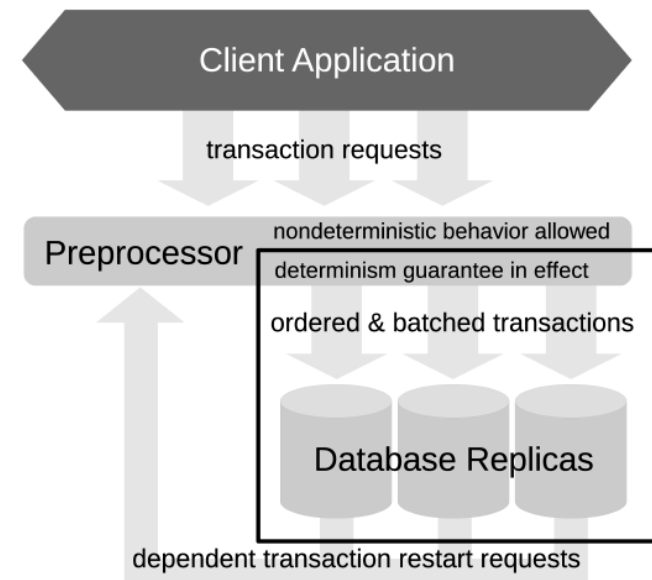 Client Application
transaction requests
nondeterministic behavior allowed
Preprocessor
determinism guarantee in effect
ordered & batched transactions
Database Replicas
dependent transaction restart requests